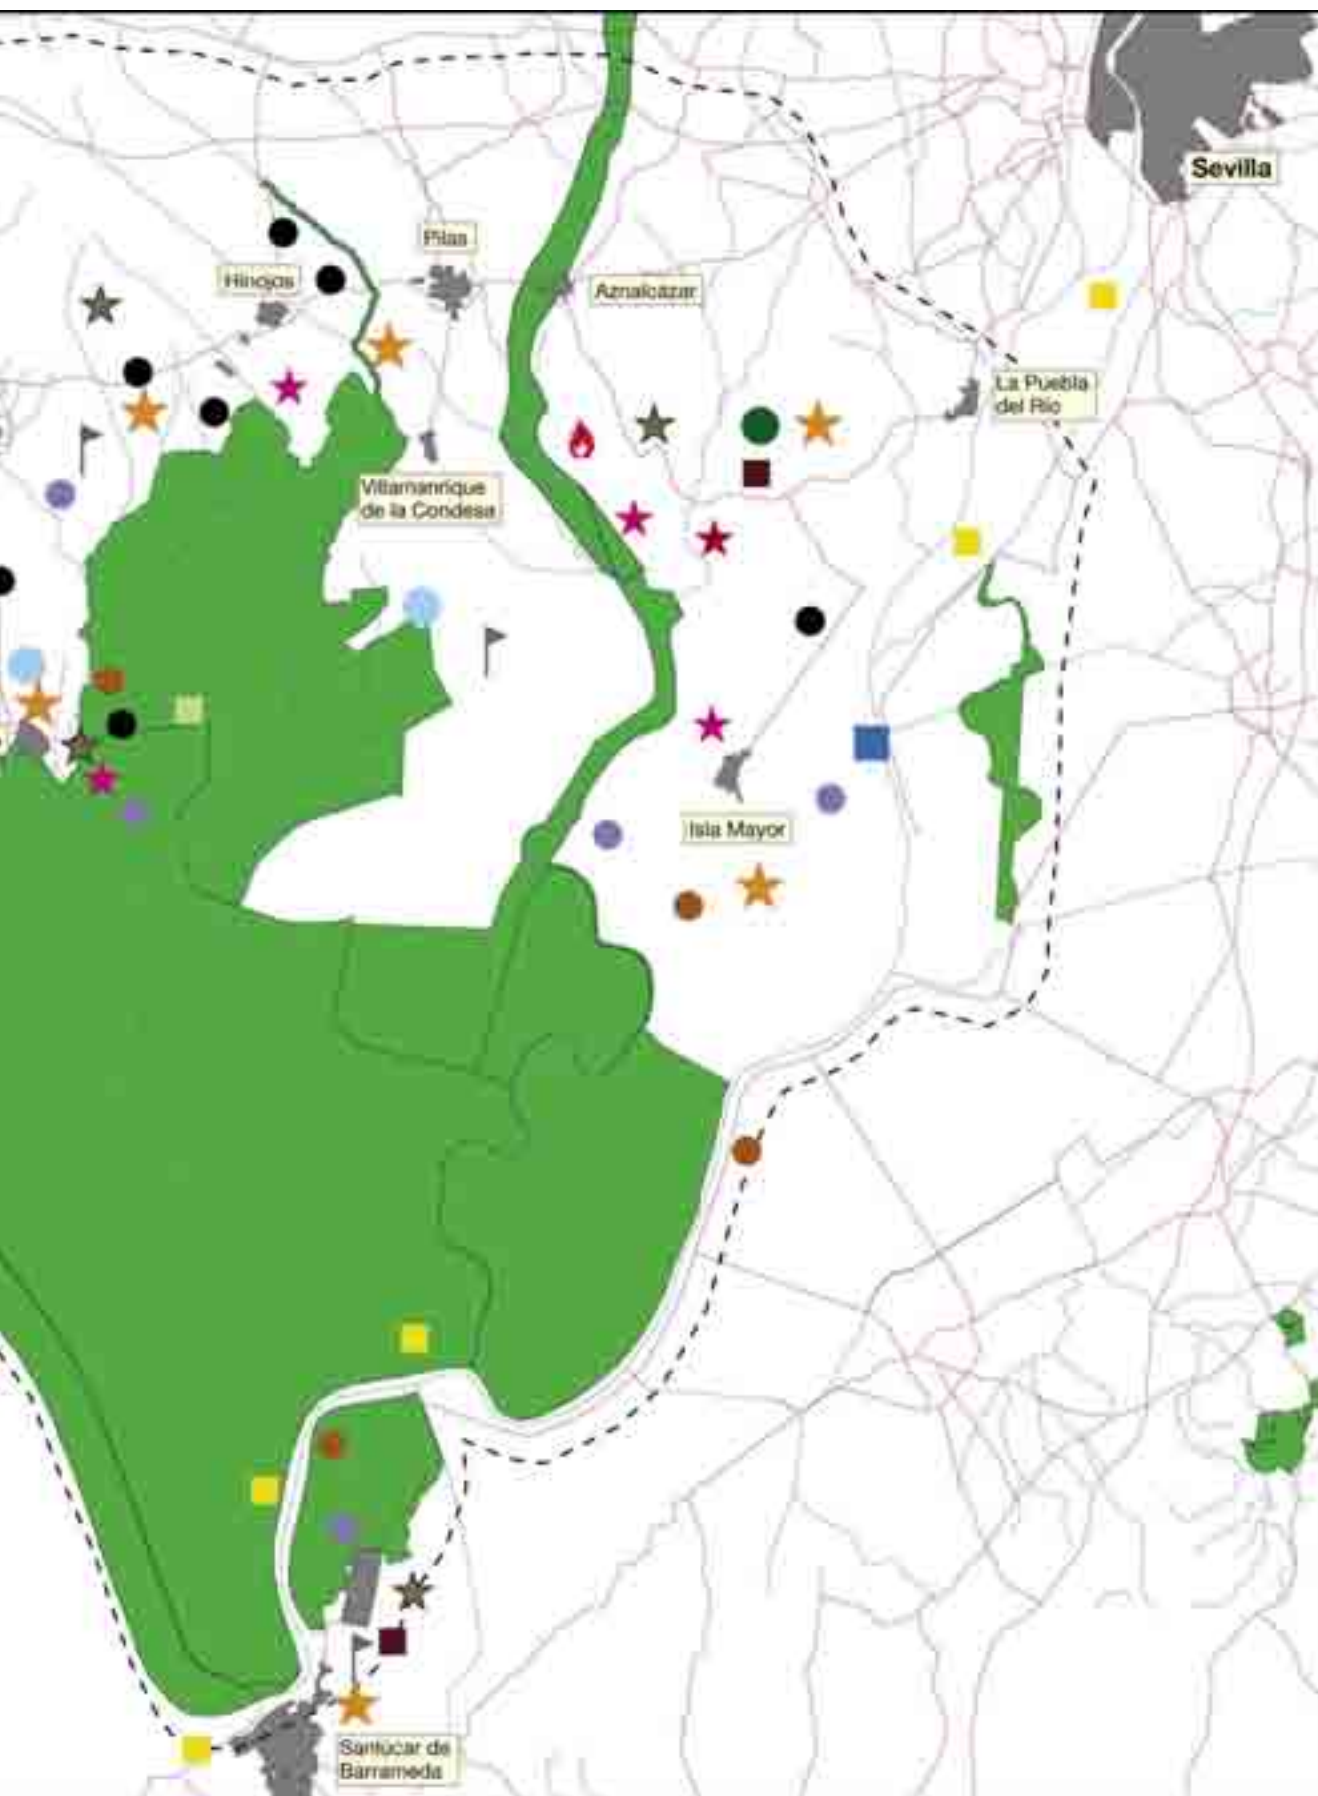 Sevilla
Pilas
Hinojos
Aznalcázar
La Puebla
del Río
Villamanrique
de la Condesa
Isla Mayor
Sanlúcar de
Barrameda